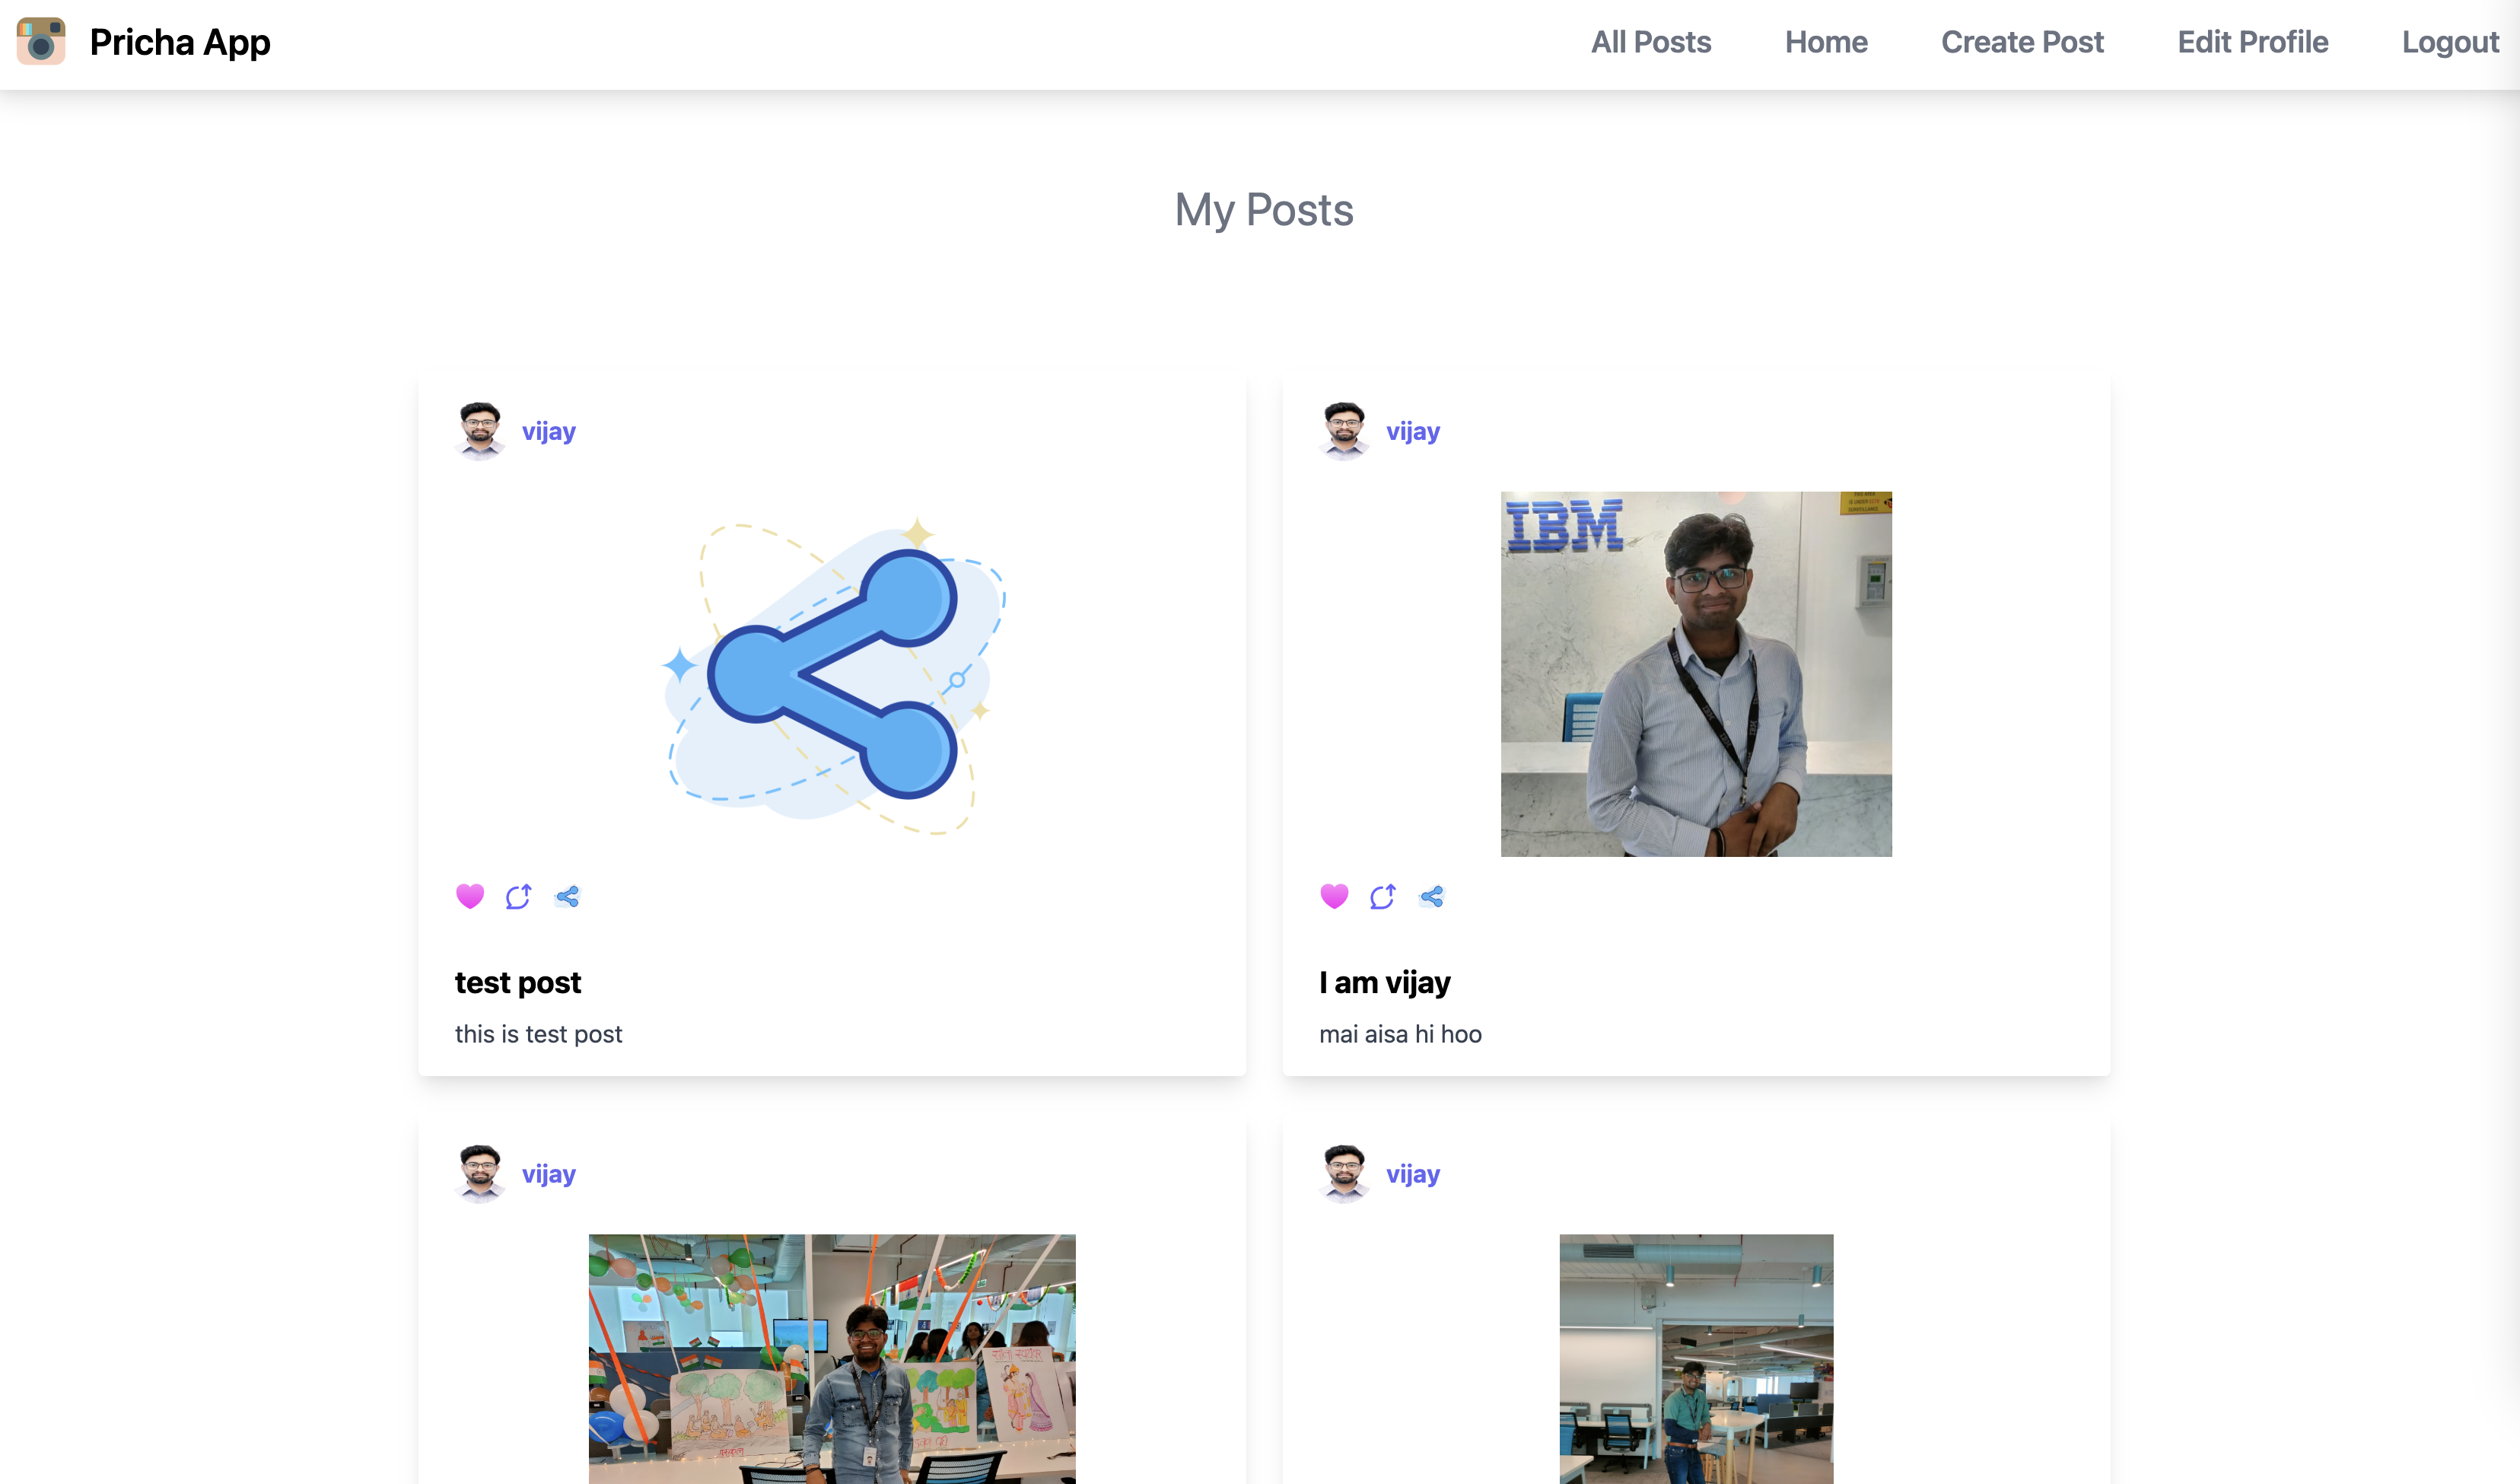 Pricha App
All Posts Home Create Post Edit Profile Logout
My Posts
vijay
test post
this is test post
vijay
IBM
I am vijay
mai aisa hi hoo
vijay
vijay